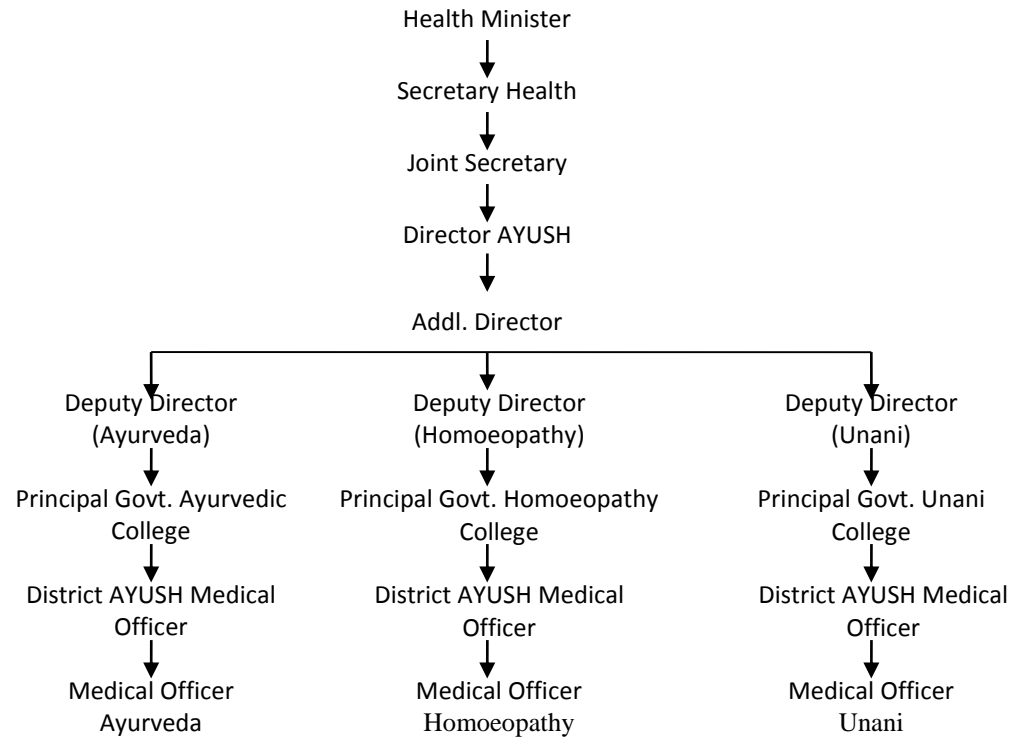 Health Minister
Secretary Health
Joint Secretary
Director AYUSH
Addl. Director
Deputy Director
(Ayurveda)
Deputy Director
(Homoeopathy)
Deputy Director
(Unani)
Principal Govt. Ayurvedic
College
Principal Govt. Homoeopathy
College
Principal Govt. Unani
College
District AYUSH Medical
Officer
District AYUSH Medical
Officer
District AYUSH Medical
Officer
Medical Officer
Ayurveda
Medical Officer
Homoeopathy
Medical Officer
Unani